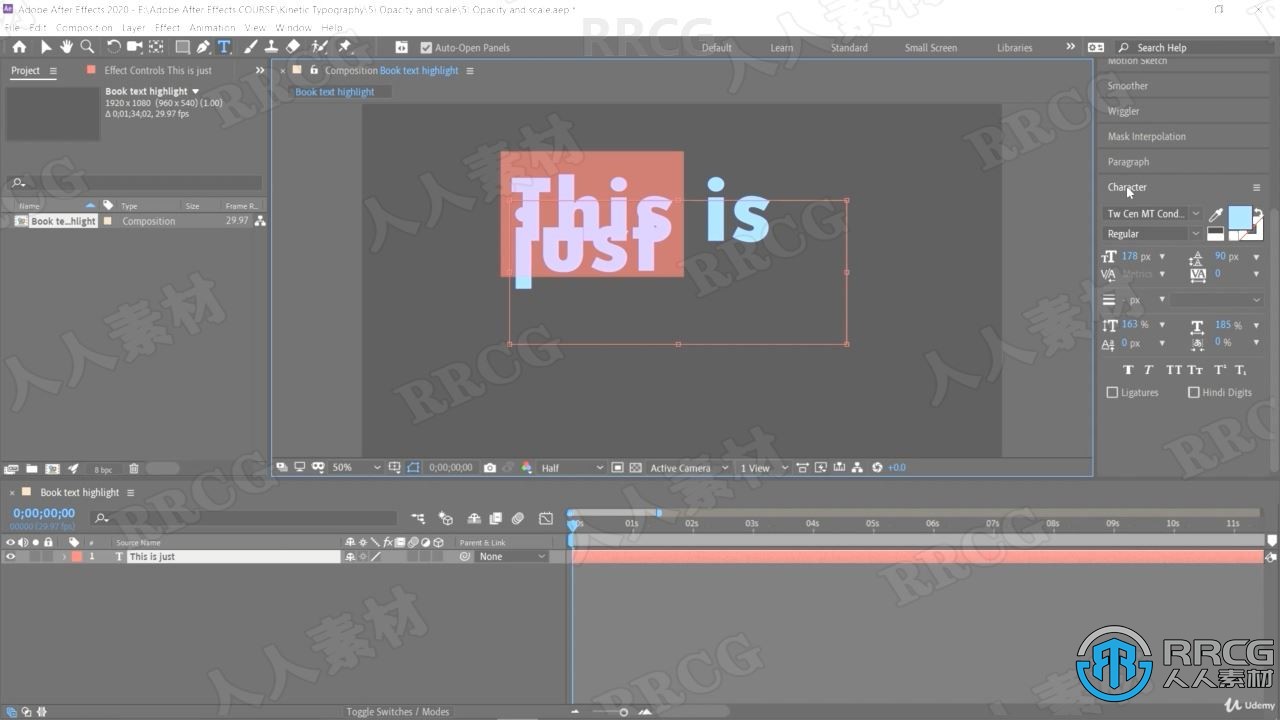 Adobe After Effects 2020 - E:\Adobe After Effects COURSE\Kinetic Typography\5) Opacity and scale\5. Opacity and scale.aep *
File Edit Composition Layer Effect Animation View Window Help
Auto-Open Panels Default Learn Standard Small Screen Libraries Search Help
Project Effect Controls This is just Composition Book text highlight
Book text highlight
Book text highlight
1920 x 1080 (960 x 540) (1.00)
Δ 0;01;34;02, 29.97 fps
Name Type Size Frame R...
Book te...hlight Composition 29.97
This is
just
Motion Sketch
Smoother
Wiggler
Mask Interpolation
Paragraph
Character
Tw Cen MT Cond...
Regular
178 px 90 px
Metrics 0
- px
163 % 185 %
0 px 0 %
T T TT Tt T¹ T₁
Ligatures Hindi Digits
8 bpc
50% 0;00;00;00 Half Active Camera 1 View +0.0
Book text highlight
0;00;00;00
00000 (29.97 fps)
00s 01s 02s 03s 04s 05s 06s 07s 08s 09s 10s 11s
# Source Name Parent & Link
1 T This is just None
Toggle Switches / Modes
RRCG
人人素材
Udemy